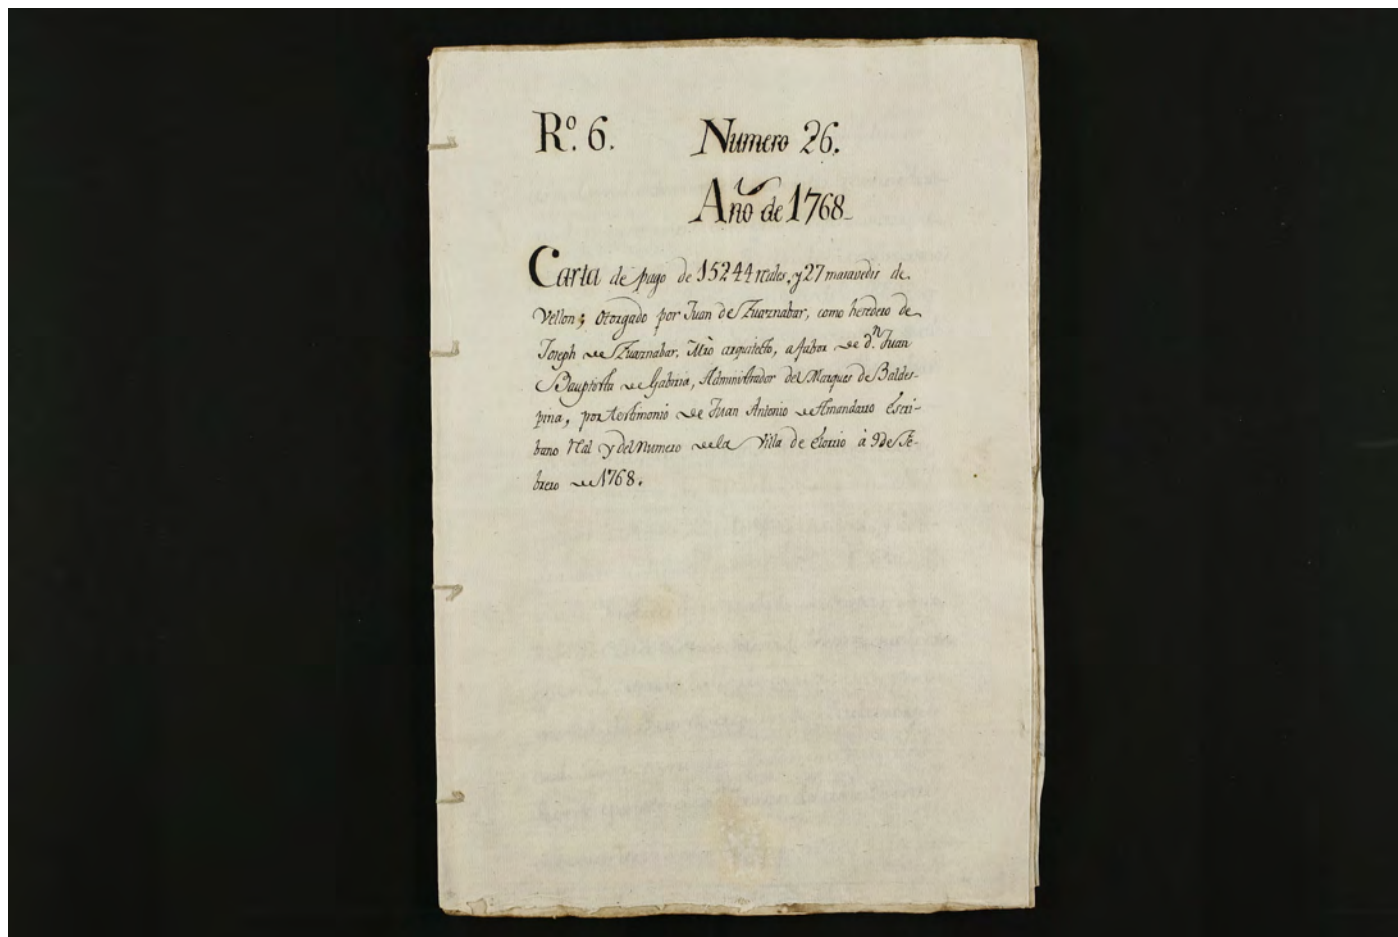 Rº. 6. Numero 26.
Año de 1768
Carta de pago de 15244 reales, y 27 maravedis de
Vellon; otorgado por Juan de Zuaznabar, como heredero de
Joseph de Zuaznabar, Mro arquitecto, a fabor de dn. Juan
Bauptista de Gabiria, Administrador del Marques de Baldes-
pina, por testimonio de Juan Antonio de Amandarro Escri-
bano Rl y del Numero de la Villa de Elorrio à 9 de Fe-
brero de 1768.